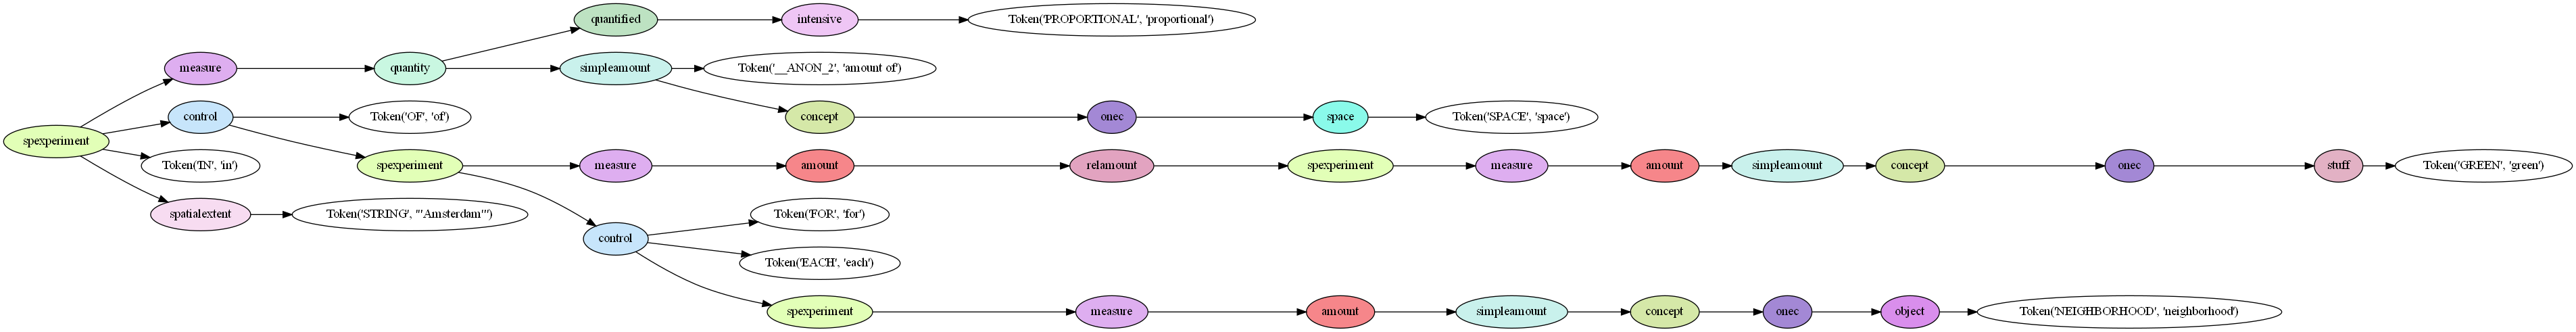 quantified intensive Token('PROPORTIONAL', 'proportional')
measure quantity simpleamount Token('__ANON_2', 'amount of')
control Token('OF', 'of') concept onec space Token('SPACE', 'space')
spexperiment
Token('IN', 'in') spexperiment measure amount relamount spexperiment measure amount simpleamount concept onec stuff Token('GREEN', 'green')
spatialextent Token('STRING', "'Amsterdam'") Token('FOR', 'for')
control
Token('EACH', 'each')
spexperiment measure amount simpleamount concept onec object Token('NEIGHBORHOOD', 'neighborhood')